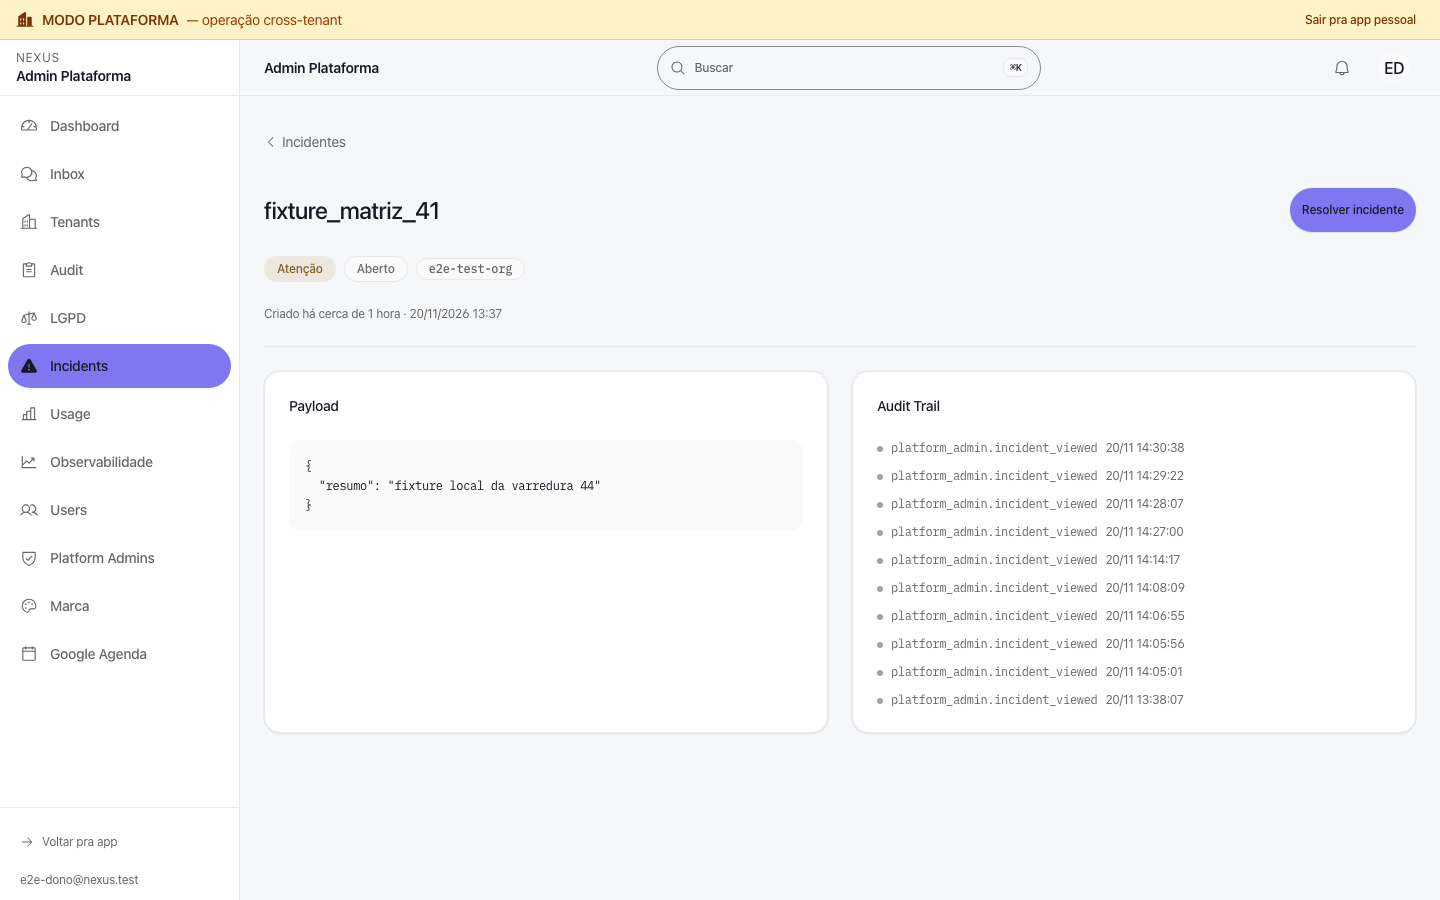 MODO PLATAFORMA — operação cross-tenant
Sair pra app pessoal
NEXUS
Admin Plataforma
Admin Plataforma
Buscar
⌘K
ED
Dashboard
Inbox
Tenants
Audit
LGPD
Incidents
Usage
Observabilidade
Users
Platform Admins
Marca
Google Agenda
Voltar pra app
e2e-dono@nexus.test
Incidentes
fixture_matriz_41
Resolver incidente
Atenção
Aberto
e2e-test-org
Criado há cerca de 1 hora · 20/11/2026 13:37
Payload
{
"resumo": "fixture local da varredura 44"
}
Audit Trail
platform_admin.incident_viewed 20/11 14:30:38
platform_admin.incident_viewed 20/11 14:29:22
platform_admin.incident_viewed 20/11 14:28:07
platform_admin.incident_viewed 20/11 14:27:00
platform_admin.incident_viewed 20/11 14:14:17
platform_admin.incident_viewed 20/11 14:08:09
platform_admin.incident_viewed 20/11 14:06:55
platform_admin.incident_viewed 20/11 14:05:56
platform_admin.incident_viewed 20/11 14:05:01
platform_admin.incident_viewed 20/11 13:38:07